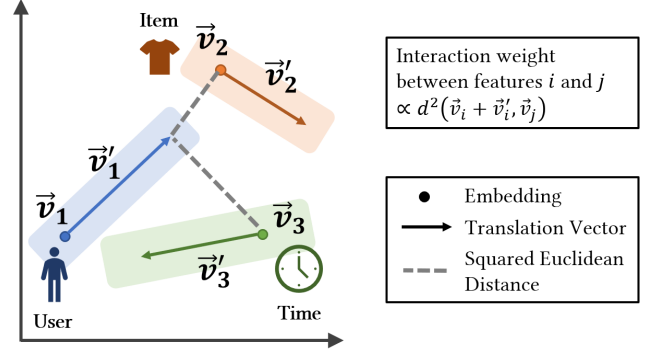 Item
v⃗₂
v⃗′₂
v⃗′₁
v⃗₁
v⃗₃
v⃗′₃
User
Time
Interaction weight
between features i and j
∝ d²(v⃗ᵢ + v⃗′ᵢ, v⃗ⱼ)
Embedding
Translation Vector
Squared Euclidean
Distance